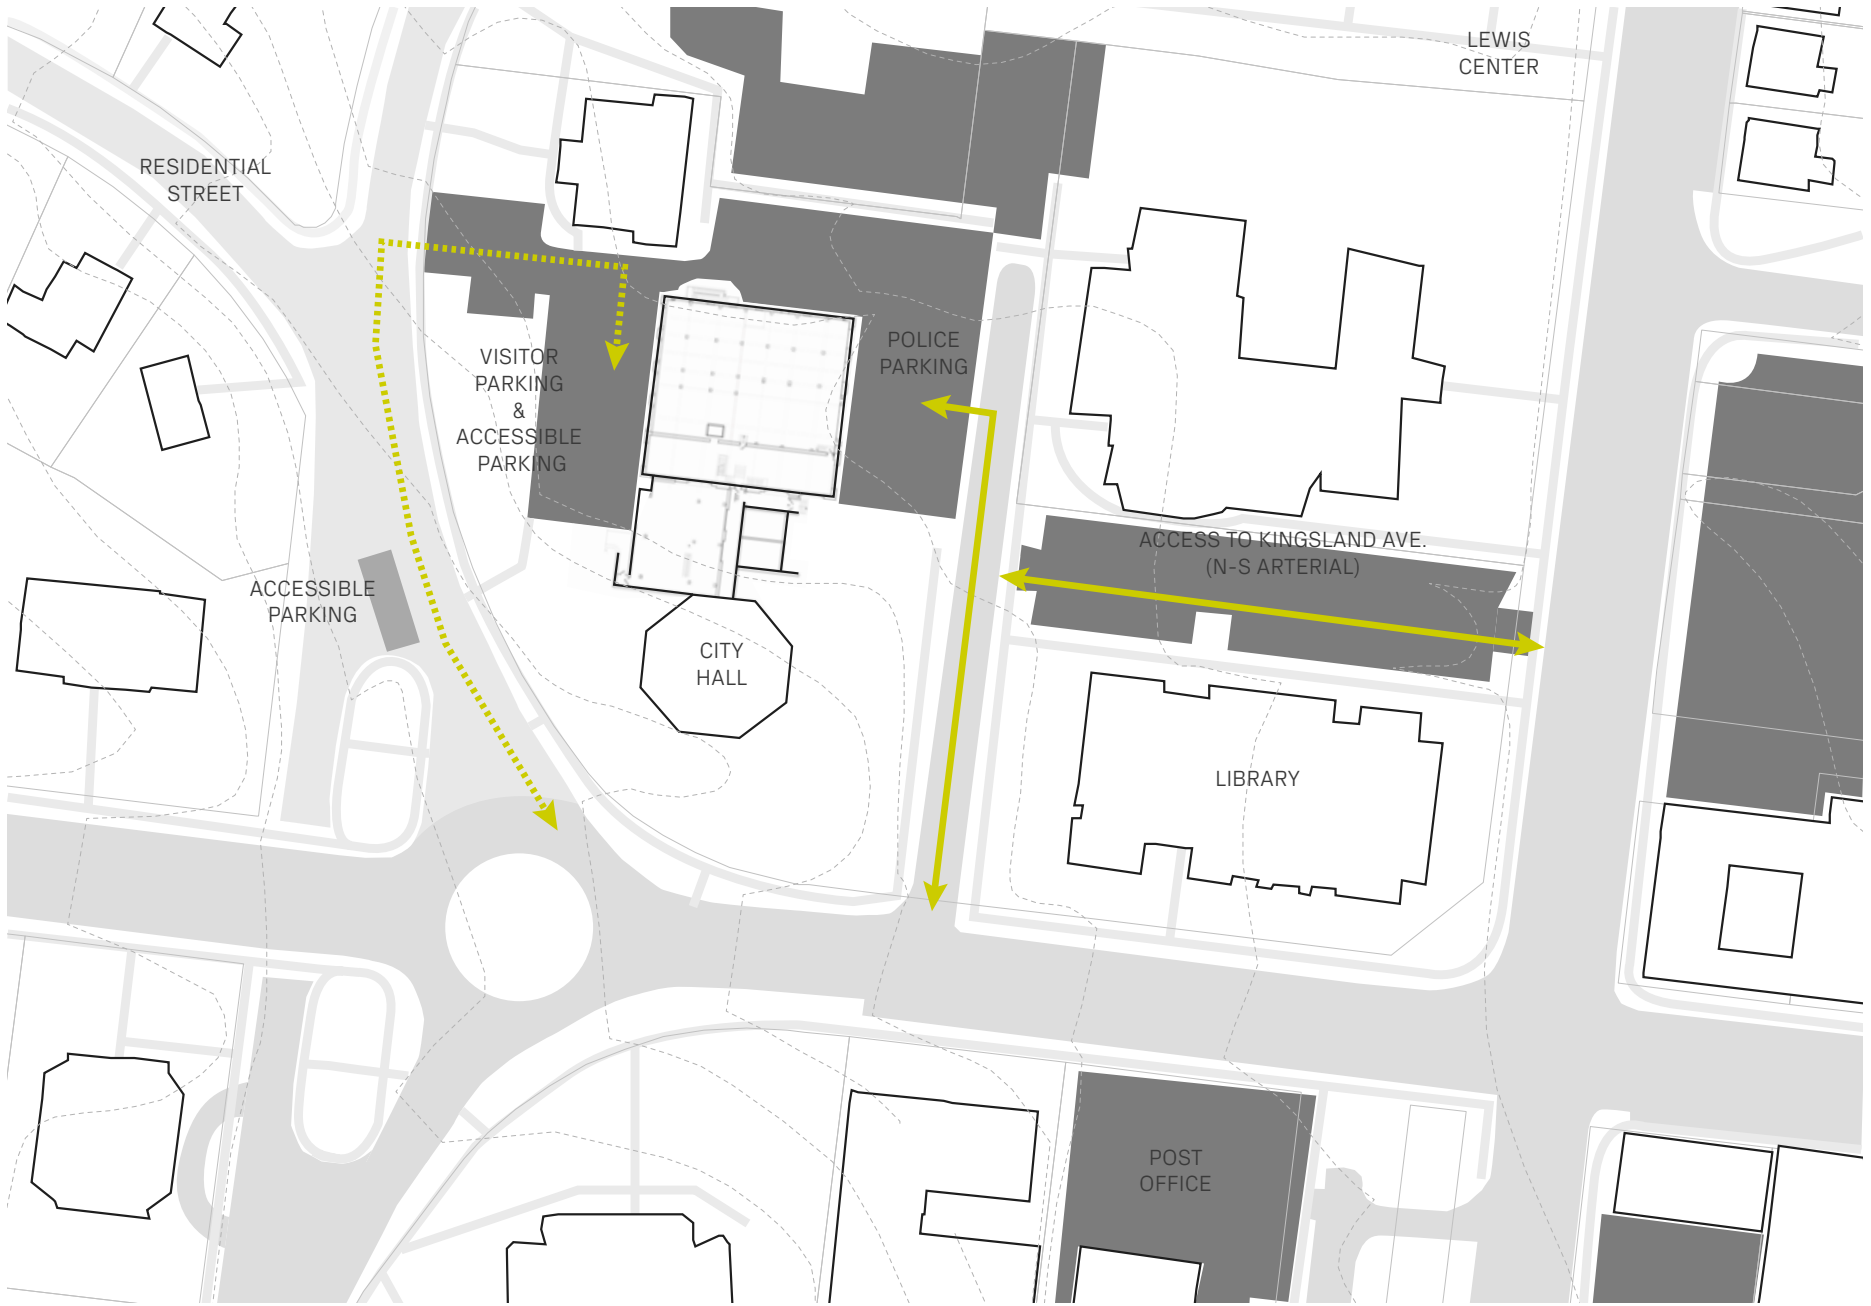 LEWIS
CENTER
RESIDENTIAL
STREET
VISITOR
PARKING
&
ACCESSIBLE
PARKING
POLICE
PARKING
ACCESS TO KINGSLAND AVE.
(N-S ARTERIAL)
ACCESSIBLE
PARKING
CITY
HALL
LIBRARY
POST
OFFICE